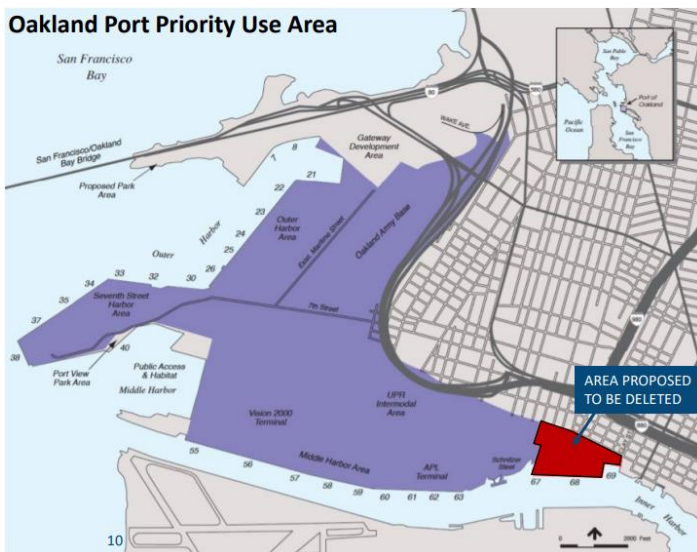 Oakland Port Priority Use Area
San Francisco
Bay
San Pablo
Bay
Port of
Oakland
Pacific
Ocean
San
Francisco
Bay
80
580
WAKE AVE.
San Francisco/Oakland
Bay Bridge
Gateway
Development
Area
8
7
Proposed Park
Area
21
22
23
24
25
26
Outer
Harbor
Area
Exist. Maritime Street
Oakland Army Base
Outer
Harbor
30
32
33
34
35
37
38
Seventh Street
Harbor
Area
7th Street
980
40
Port View
Park Area
Public Access
& Habitat
Middle Harbor
AREA PROPOSED
TO BE DELETED
UPR
Intermodal
Area
Vision 2000
Terminal
880
Middle Harbor Area
APL
Terminal
Schnitzer
Steel
55
56
57
58
59
60
61
62
63
67
68
69
Inner Harbor
10
0
2000 Feet